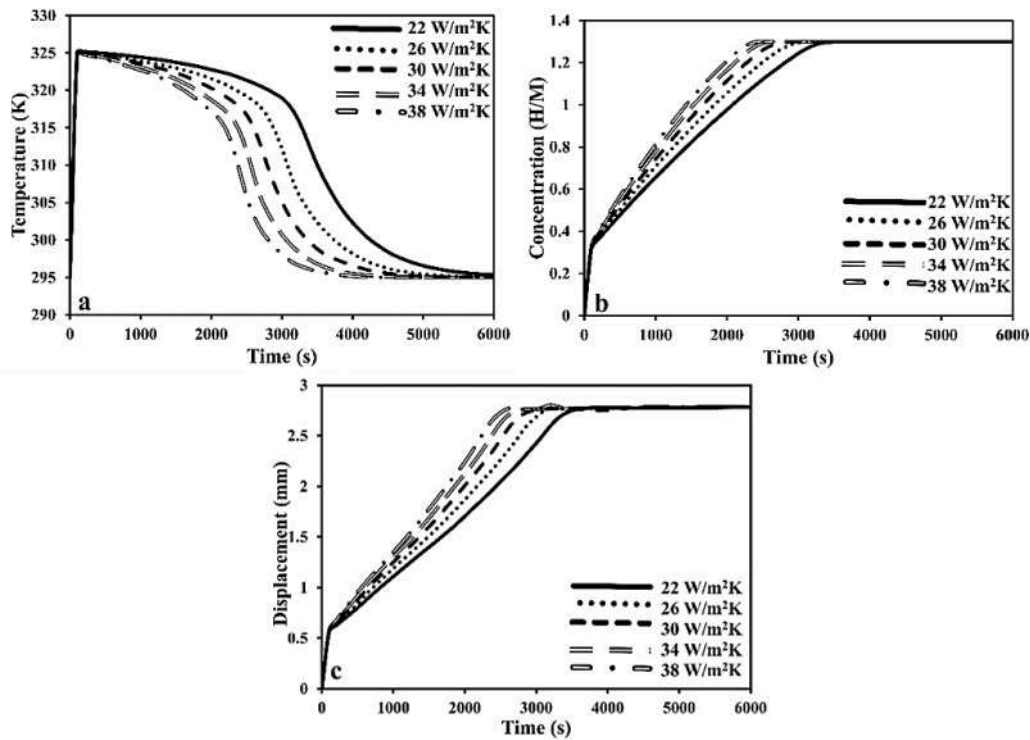 330
325
320
315
310
305
300
295
290
Temperature (K)
22 W/m²K
26 W/m²K
30 W/m²K
34 W/m²K
38 W/m²K
a
0 1000 2000 3000 4000 5000 6000
Time (s)
1.4
1.2
1
0.8
0.6
0.4
0.2
0
Concentration (H/M)
22 W/m²K
26 W/m²K
30 W/m²K
34 W/m²K
38 W/m²K
b
0 1000 2000 3000 4000 5000 6000
Time (s)
3
2.5
2
1.5
1
0.5
0
Displacement (mm)
22 W/m²K
26 W/m²K
30 W/m²K
34 W/m²K
38 W/m²K
c
0 1000 2000 3000 4000 5000 6000
Time (s)